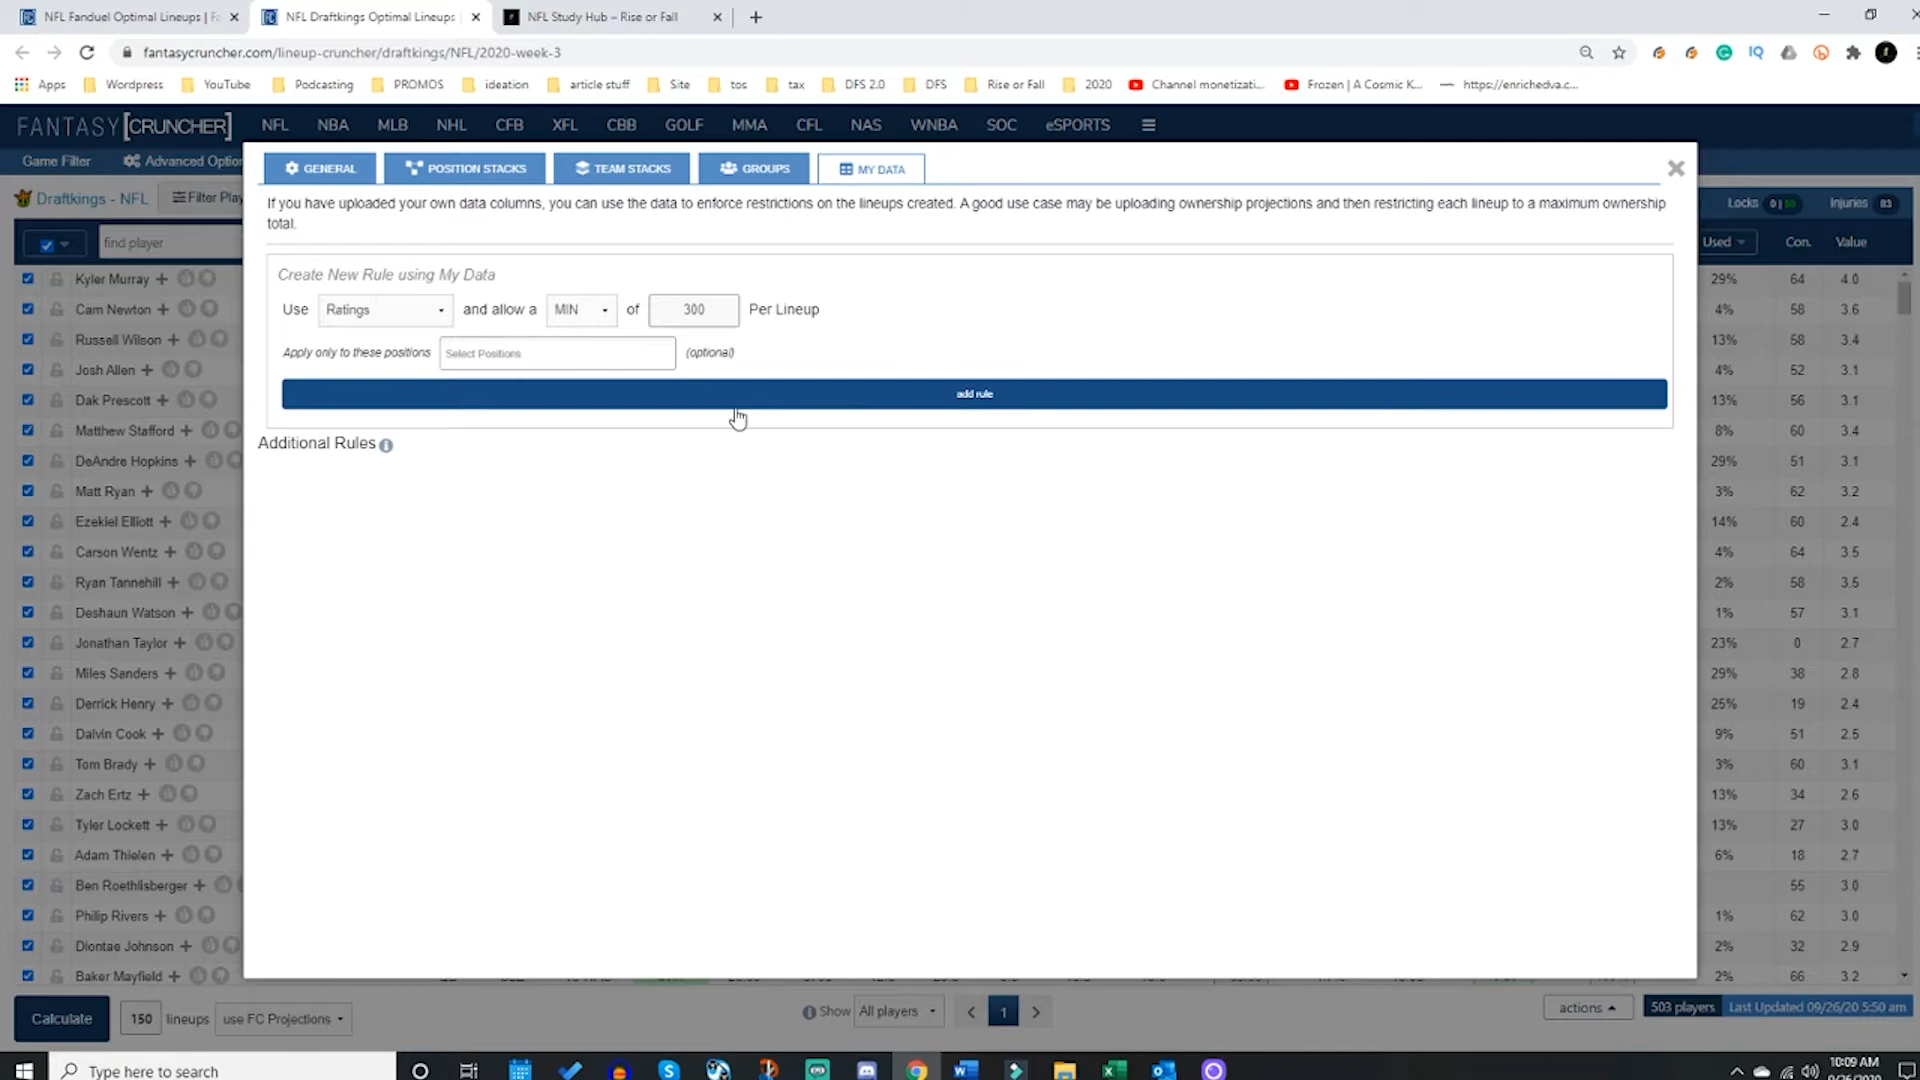 NFL Fanduel Optimal Lineups | F
NFL Draftkings Optimal Lineups
NFL Study Hub – Rise or Fall
fantasycruncher.com/lineup-cruncher/draftkings/NFL/2020-week-3
Apps Wordpress YouTube Podcasting PROMOS ideation article stuff Site tos tax DFS 2.0 DFS Rise or Fall 2020 Channel monetizati... Frozen | A Cosmic K... https://enrichedva.c...
FANTASY[CRUNCHER] NFL NBA MLB NHL CFB XFL CBB GOLF MMA CFL NAS WNBA SOC eSPORTS
Game Filter Advanced Option
GENERAL POSITION STACKS TEAM STACKS GROUPS MY DATA
Draftkings - NFL Filter Play
Locks 0 | 50 Injuries 83
If you have uploaded your own data columns, you can use the data to enforce restrictions on the lineups created. A good use case may be uploading ownership projections and then restricting each lineup to a maximum ownership
total.
find player
Used Con. Value
Create New Rule using My Data
Use Ratings and allow a MIN of 300 Per Lineup
Apply only to these positions Select Positions (optional)
add rule
Additional Rules
Kyler Murray 29% 64 4.0
Cam Newton 4% 58 3.6
Russell Wilson 13% 58 3.4
Josh Allen 4% 52 3.1
Dak Prescott 13% 56 3.1
Matthew Stafford 8% 60 3.4
DeAndre Hopkins 29% 51 3.1
Matt Ryan 3% 62 3.2
Ezekiel Elliott 14% 60 2.4
Carson Wentz 4% 64 3.5
Ryan Tannehill 2% 58 3.5
Deshaun Watson 1% 57 3.1
Jonathan Taylor 23% 0 2.7
Miles Sanders 29% 38 2.8
Derrick Henry 25% 19 2.4
Dalvin Cook 9% 51 2.5
Tom Brady 3% 60 3.1
Zach Ertz 13% 34 2.6
Tyler Lockett 13% 27 3.0
Adam Thielen 6% 18 2.7
Ben Roethlisberger 55 3.0
Philip Rivers 1% 62 3.0
Diontae Johnson 2% 32 2.9
Baker Mayfield 2% 66 3.2
Calculate 150 lineups use FC Projections
Show All players 1
actions 503 players Last Updated 09/26/20 5:50 am
Type here to search
10:09 AM